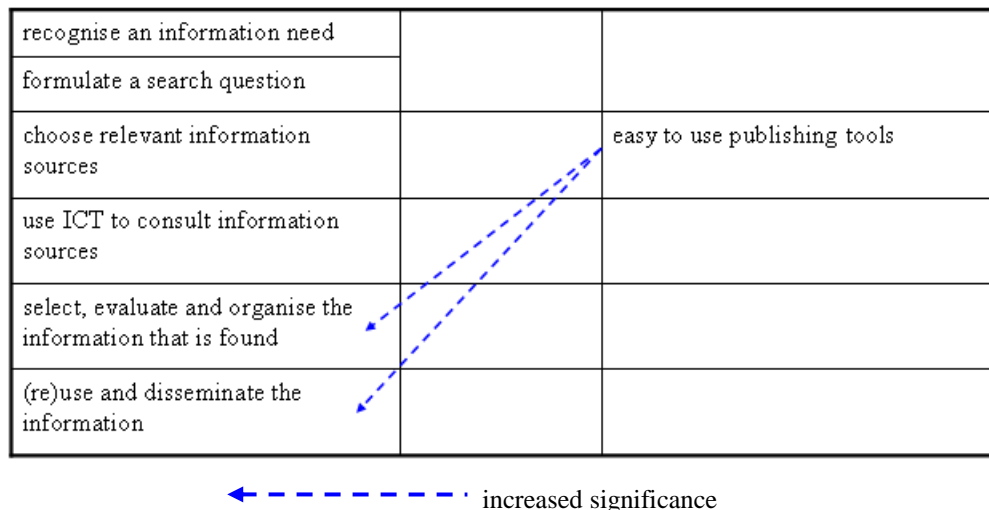 recognise an information need
formulate a search question
choose relevant information
sources
easy to use publishing tools
use ICT to consult information
sources
select, evaluate and organise the
information that is found
(re)use and disseminate the
information
increased significance